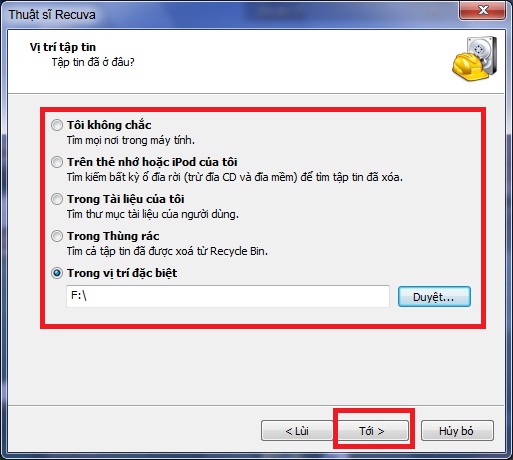 Thuật sĩ Recuva
Vị trí tập tin
Tập tin đã ở đâu?
Tôi không chắc
Tìm mọi nơi trong máy tính.
Trên thẻ nhớ hoặc iPod của tôi
Tìm kiếm bất kỳ ổ đĩa rời (trừ đĩa CD và đĩa mềm) để tìm tập tin đã xóa.
Trong Tài liệu của tôi
Tìm thư mục tài liệu của người dùng.
Trong Thùng rác
Tìm cả tập tin đã được xoá từ Recycle Bin.
Trong vị trí đặc biệt
F:\
Duyệt...
< Lùi
Tới >
Hủy bỏ